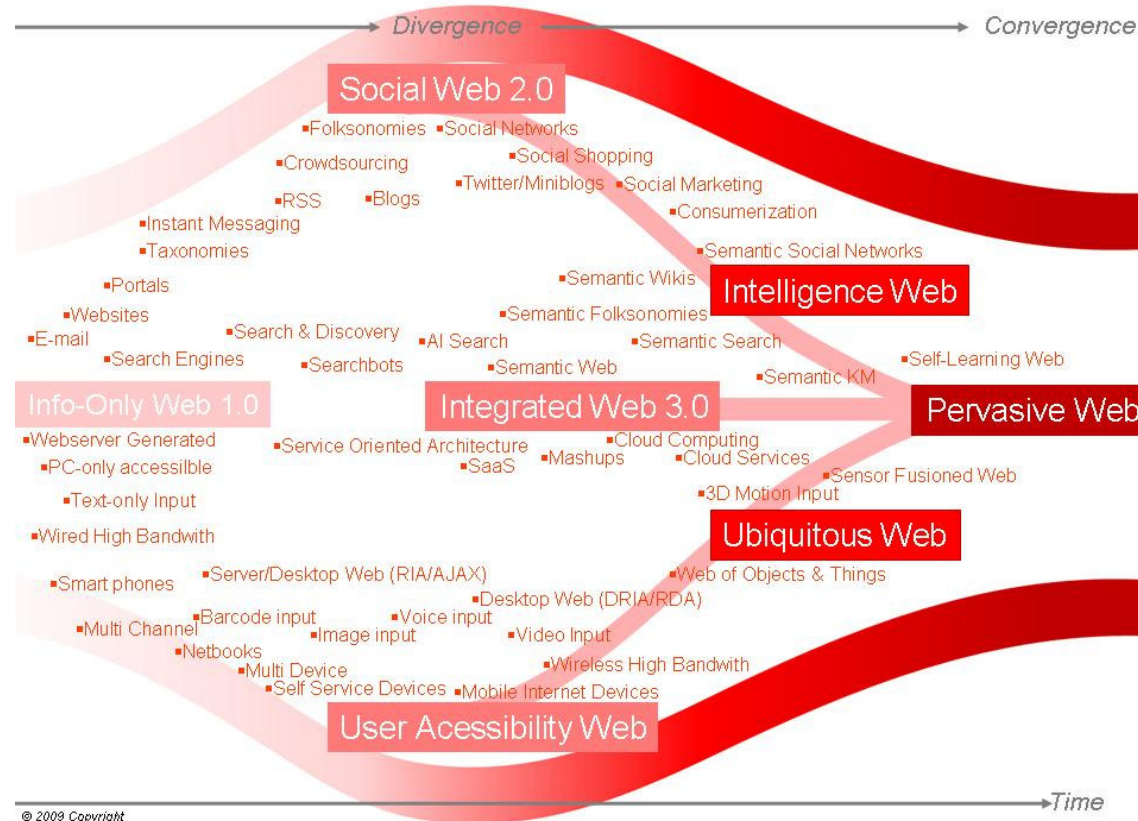 Divergence
Convergence
Social Web 2.0
▪Folksonomies ▪Social Networks
▪Crowdsourcing ▪Social Shopping
▪Twitter/Miniblogs ▪Social Marketing
▪RSS ▪Blogs
▪Consumerization
▪Instant Messaging
▪Taxonomies
▪Semantic Social Networks
▪Portals
▪Semantic Wikis
Intelligence Web
▪Websites
▪Semantic Folksonomies
▪E-mail
▪Search & Discovery
▪AI Search
▪Semantic Search
▪Search Engines
▪Searchbots
▪Semantic Web
▪Self-Learning Web
▪Semantic KM
Info-Only Web 1.0
Integrated Web 3.0
Pervasive Web
▪Webserver Generated
▪Service Oriented Architecture
▪Cloud Computing
▪PC-only accessilble
▪SaaS
▪Mashups
▪Cloud Services
▪Sensor Fusioned Web
▪Text-only Input
▪3D Motion Input
▪Wired High Bandwith
Ubiquitous Web
▪Smart phones
▪Server/Desktop Web (RIA/AJAX)
▪Web of Objects & Things
▪Desktop Web (DRIA/RDA)
▪Barcode input
▪Voice input
▪Multi Channel
▪Image input
▪Video Input
▪Netbooks
▪Multi Device
▪Wireless High Bandwith
▪Self Service Devices
▪Mobile Internet Devices
User Acessibility Web
Time
© 2009 Copyright